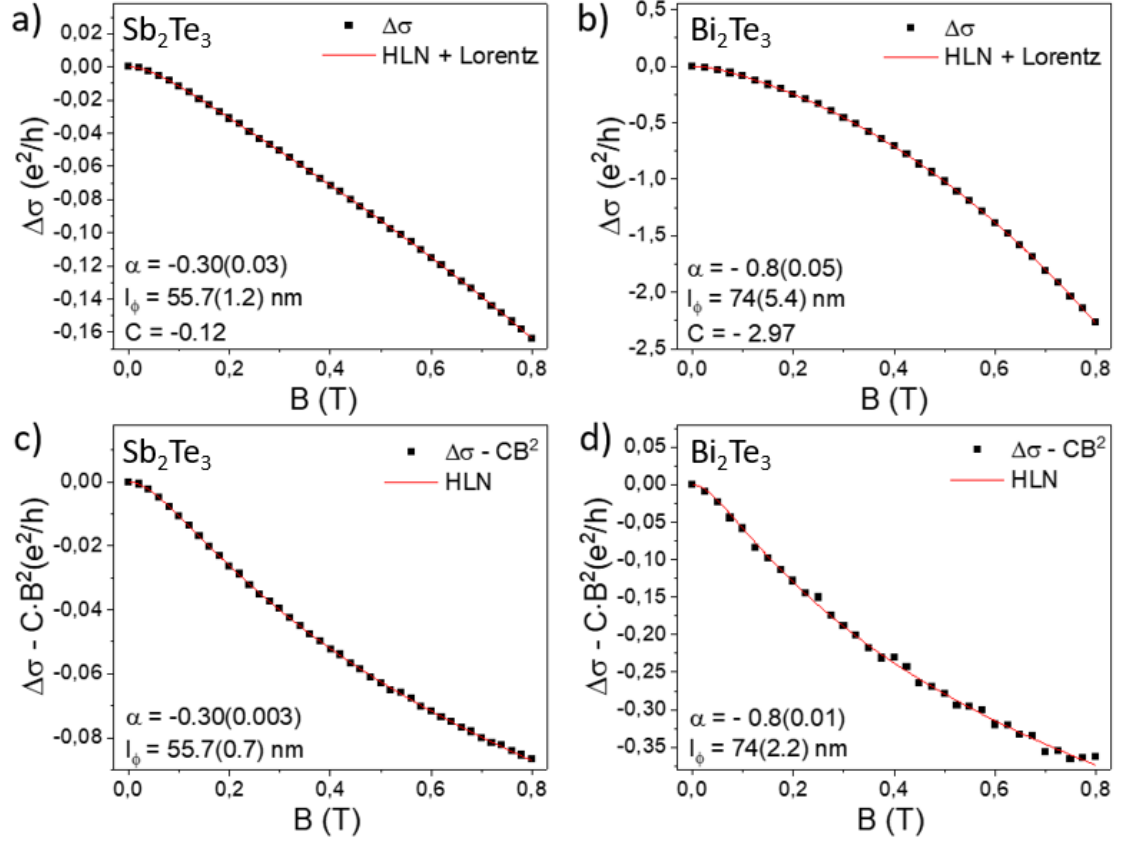 a)
Sb₂Te₃
Δσ
HLN + Lorentz
0,02
0,00
-0,02
-0,04
-0,06
-0,08
-0,10
-0,12
-0,14
-0,16
Δσ (e²/h)
α = -0.30(0.03)
lϕ = 55.7(1.2) nm
C = -0.12
0,0 0,2 0,4 0,6 0,8
B (T)
b)
Bi₂Te₃
Δσ
HLN + Lorentz
0,5
0,0
-0,5
-1,0
-1,5
-2,0
-2,5
Δσ (e²/h)
α = - 0.8(0.05)
lϕ = 74(5.4) nm
C = - 2.97
0,0 0,2 0,4 0,6 0,8
B (T)
c)
Sb₂Te₃
Δσ - CB²
HLN
0,00
-0,02
-0,04
-0,06
-0,08
Δσ - C·B²(e²/h)
α = -0.30(0.003)
lϕ = 55.7(0.7) nm
0,0 0,2 0,4 0,6 0,8
B (T)
d)
Bi₂Te₃
Δσ - CB²
HLN
0,05
0,00
-0,05
-0,10
-0,15
-0,20
-0,25
-0,30
-0,35
Δσ - C·B²(e²/h)
α = - 0.8(0.01)
lϕ = 74(2.2) nm
0,0 0,2 0,4 0,6 0,8
B (T)